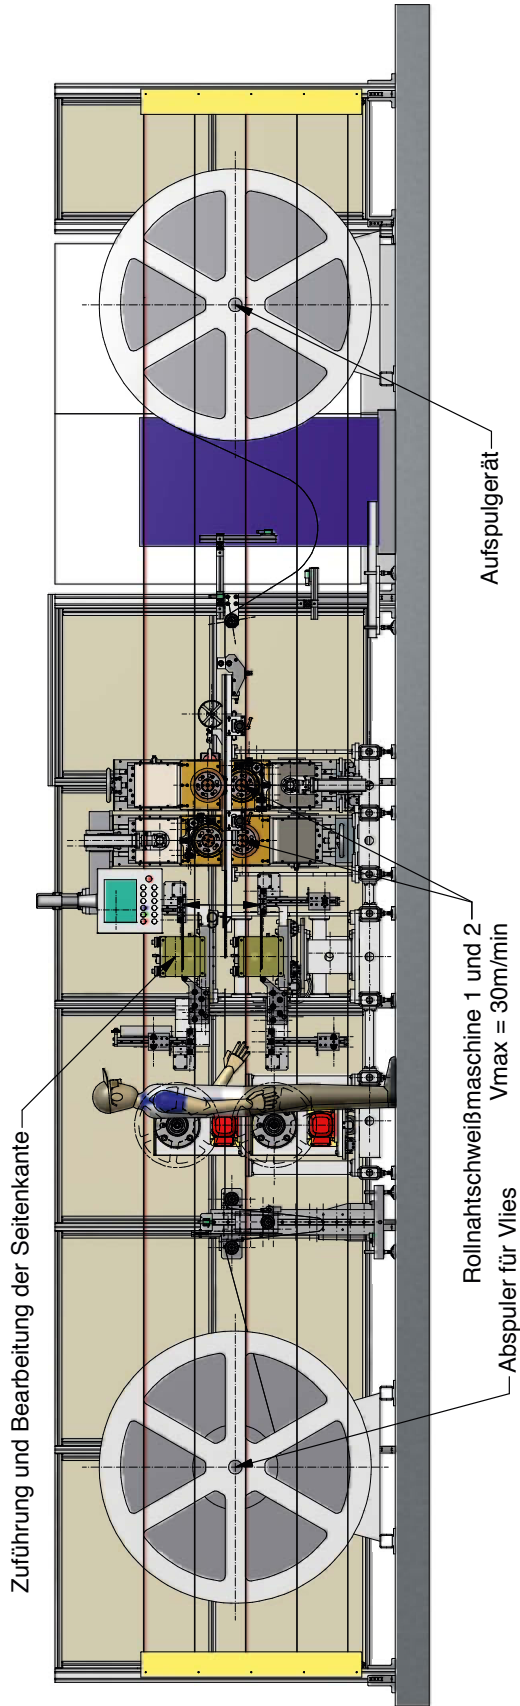 Zuführung und Bearbeitung der Seitenkante
Abspuler für Vlies
Rollnahtschweißmaschine 1 und 2
Vmax = 30m/min
Aufspulgerät